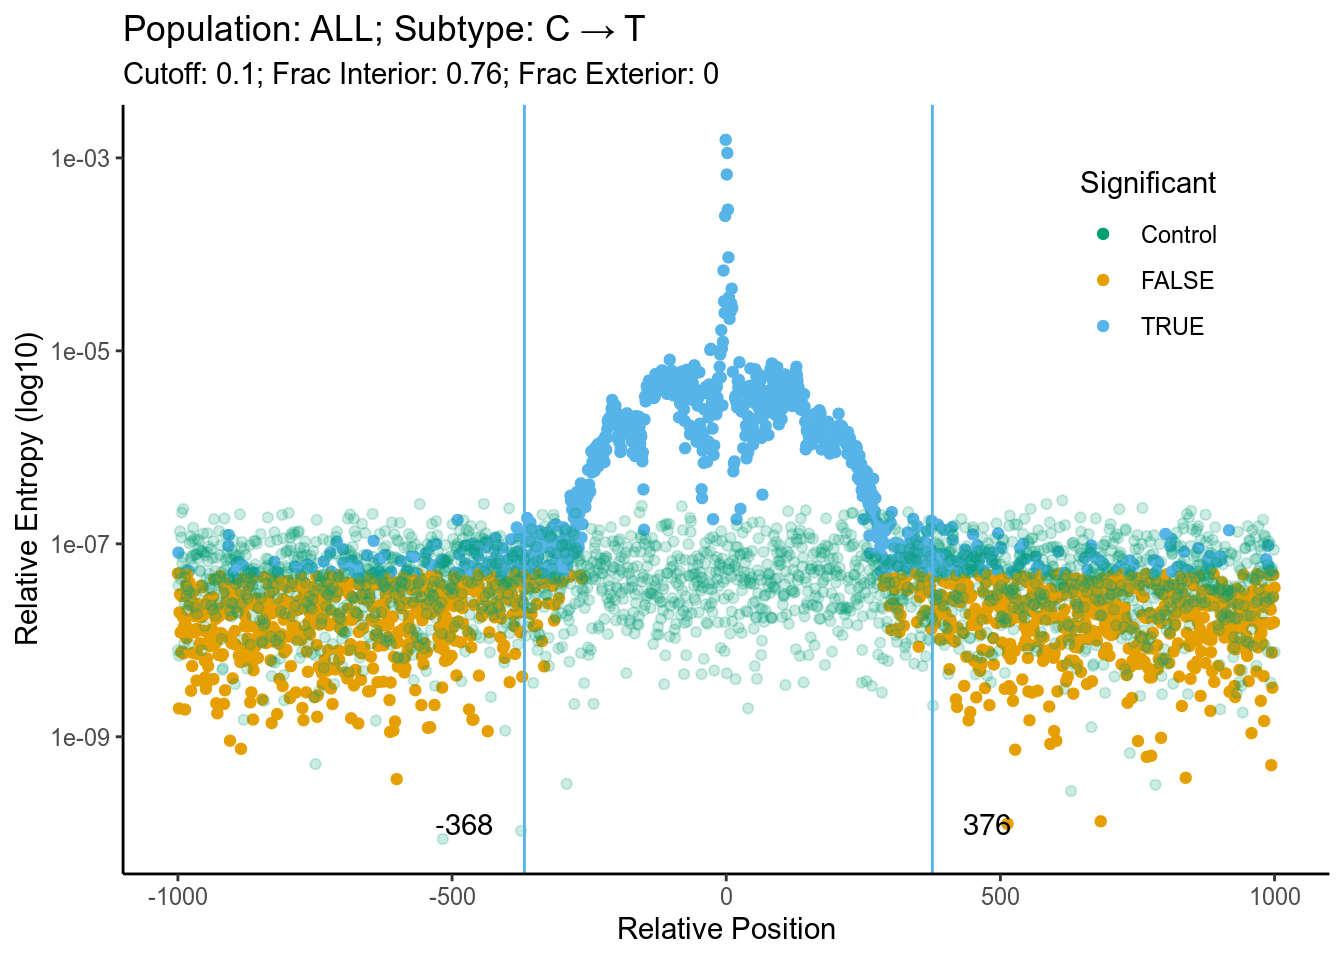 Population: ALL; Subtype: C → T
Cutoff: 0.1; Frac Interior: 0.76; Frac Exterior: 0
1e-03
1e-05
1e-07
1e-09
Relative Entropy (log10)
Significant
Control
FALSE
TRUE
-368
376
-1000
-500
0
500
1000
Relative Position